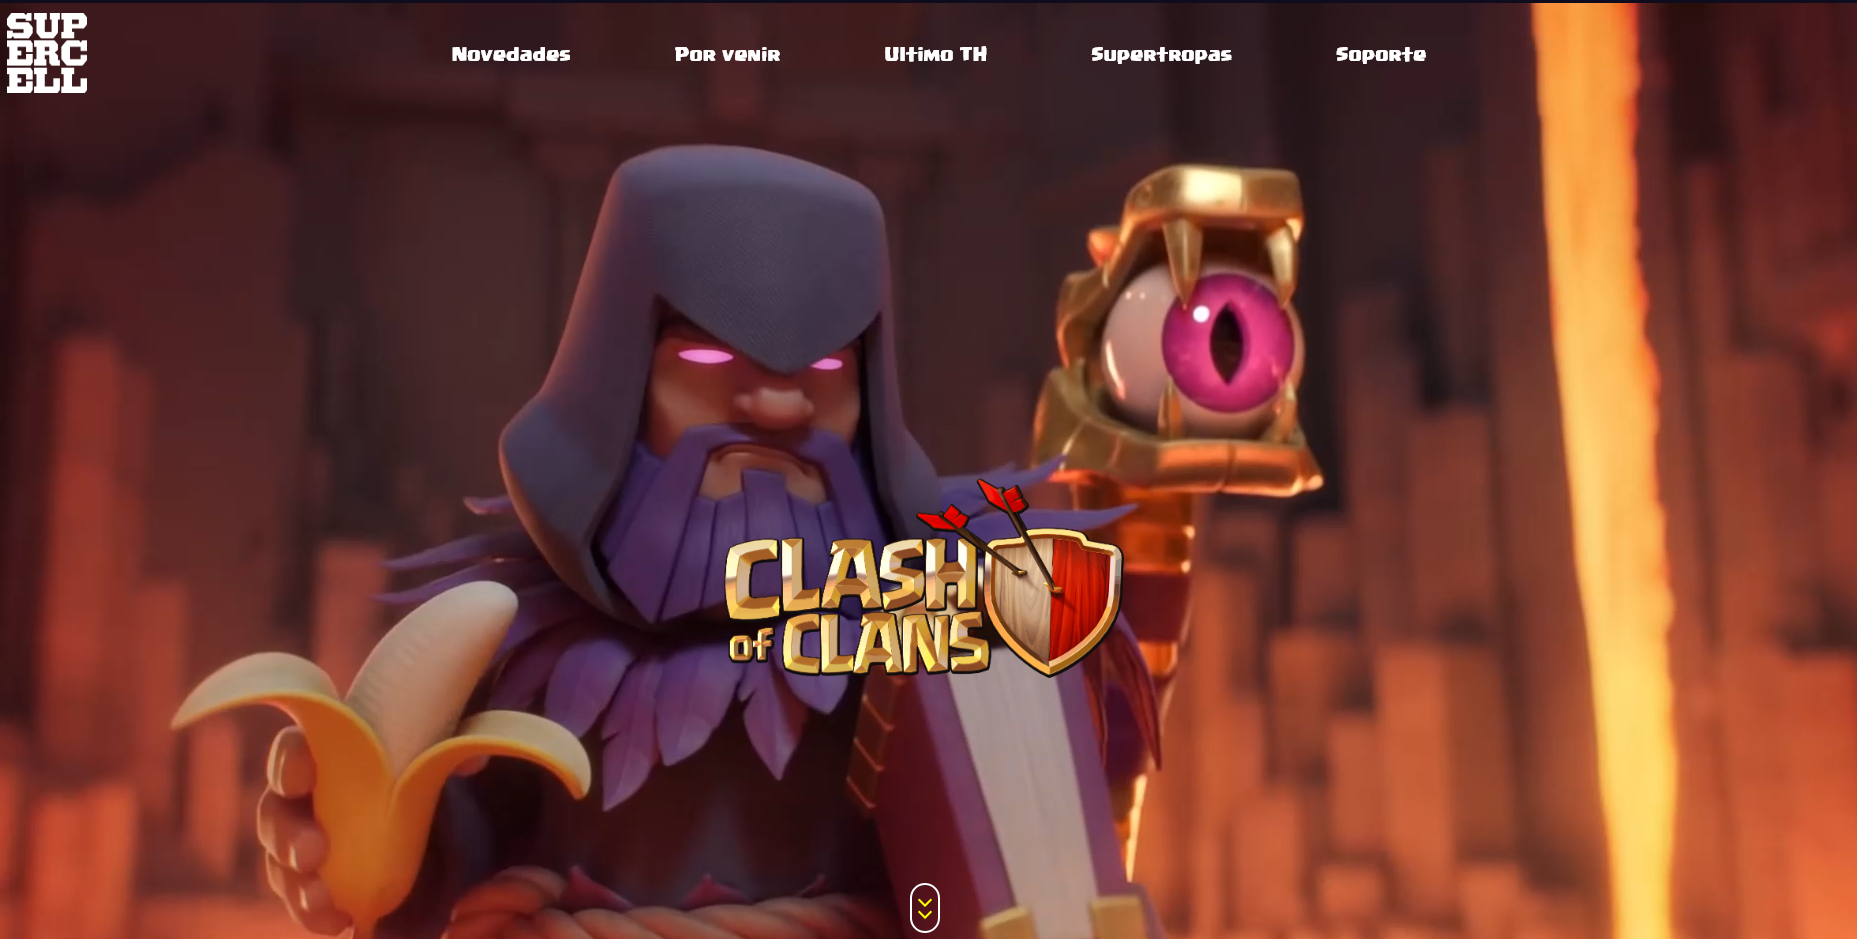 SUP
ERC
ELL
Novedades
Por venir
Ultimo TH
Supertropas
Soporte
CLASH
OF CLANS